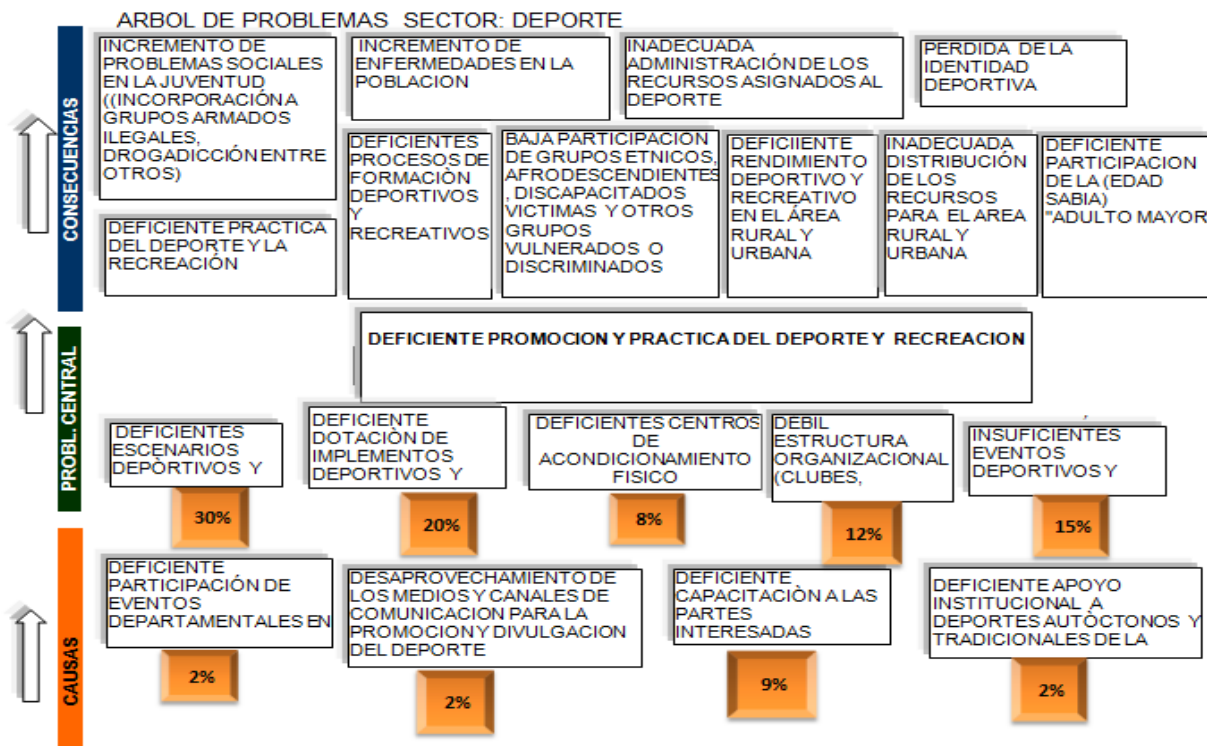 ARBOL DE PROBLEMAS SECTOR: DEPORTE
CONSECUENCIAS
INCREMENTO DE
PROBLEMAS SOCIALES
EN LA JUVENTUD
((INCORPORACIÓN A
GRUPOS ARMADOS
ILEGALES,
DROGADICCIÓN ENTRE
OTROS)
INCREMENTO DE
ENFERMEDADES EN LA
POBLACION
INADECUADA
ADMINISTRACIÓN DE LOS
RECURSOS ASIGNADOS AL
DEPORTE
PERDIDA DE LA
IDENTIDAD
DEPORTIVA
DEFICIENTE PRACTICA
DEL DEPORTE Y LA
RECREACIÓN
DEFICIENTES
PROCESOS DE
FORMACIÒN
DEPORTIVOS
Y
RECREATIVOS
BAJA PARTICIPACION
DE GRUPOS ETNICOS,
AFRODESCENDIENTES
, DISCAPACITADOS
VICTIMAS Y OTROS
GRUPOS
VULNERADOS O
DISCRIMINADOS
DEFICIIENTE
RENDIMIENTO
DEPORTIVO Y
RECREATIVO
EN EL ÁREA
RURAL Y
URBANA
INADECUADA
DISTRIBUCIÓN
DE LOS
RECURSOS
PARA EL AREA
RURAL Y
URBANA
DEFICIENTE
PARTICIPACION
DE LA (EDAD
SABIA)
"ADULTO MAYOR
PROBL. CENTRAL
DEFICIENTE PROMOCION Y PRACTICA DEL DEPORTE Y RECREACION
DEFICIENTES
ESCENARIOS
DEPÒRTIVOS Y
30%
DEFICIENTE
DOTACIÒN DE
IMPLEMENTOS
DEPORTIVOS Y
20%
DEFICIENTES CENTROS
DE
ACONDICIONAMIENTO
FISICO
8%
DEBIL
ESTRUCTURA
ORGANIZACIONAL
(CLUBES,
12%
INSUFICIENTES
EVENTOS
DEPORTIVOS Y
15%
CAUSAS
DEFICIENTE
PARTICIPACIÓN DE
EVENTOS
DEPARTAMENTALES EN
2%
DESAPROVECHAMIENTO DE
LOS MEDIOS Y CANALES DE
COMUNICACION PARA LA
PROMOCION Y DIVULGACION
DEL DEPORTE
2%
DEFICIENTE
CAPACITACIÒN A LAS
PARTES
INTERESADAS
9%
DEFICIENTE APOYO
INSTITUCIONAL A
DEPORTES AUTÒCTONOS Y
TRADICIONALES DE LA
2%